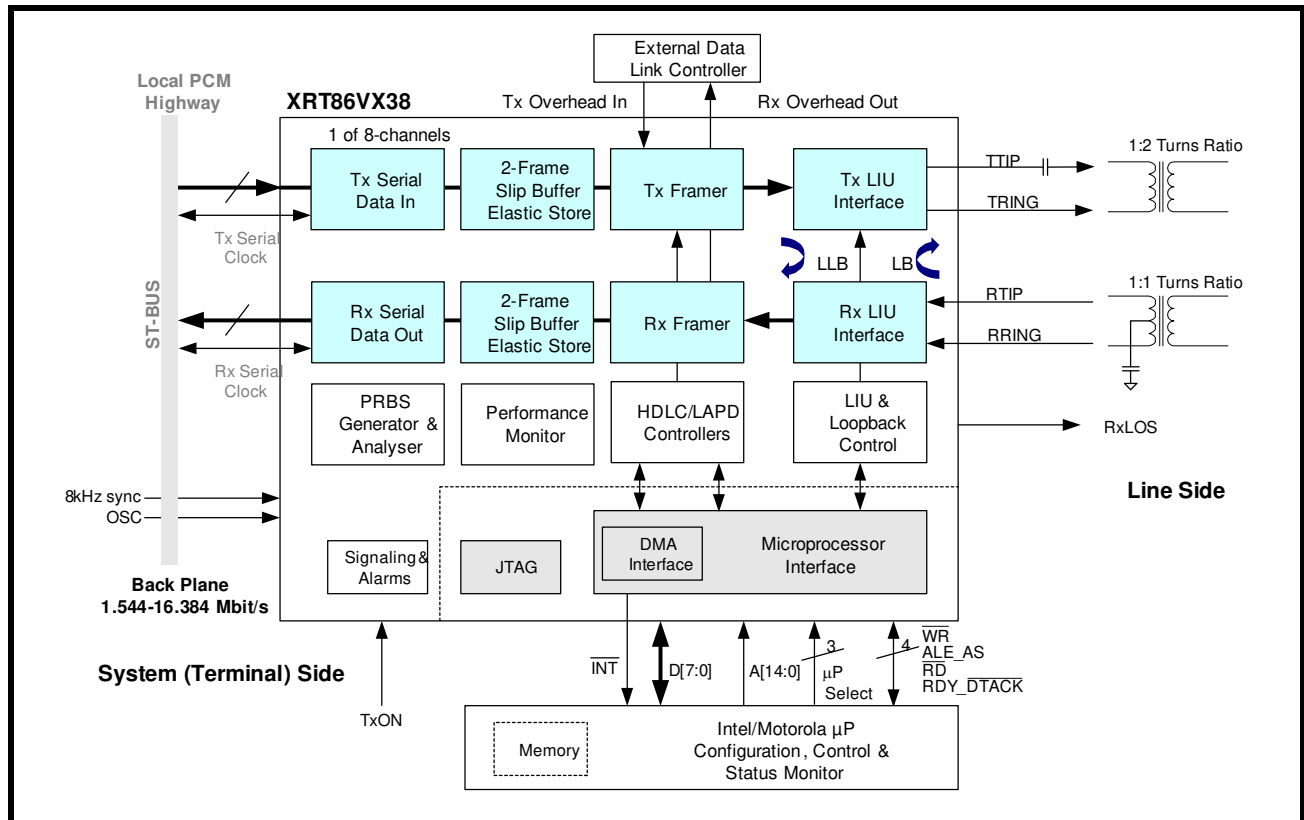 External Data
Link Controller
Local PCM
Highway
XRT86VX38
Tx Overhead In
Rx Overhead Out
1 of 8-channels
Tx Serial
Data In
2-Frame
Slip Buffer
Elastic Store
Tx Framer
Tx LIU
Interface
TTIP
TRING
1:2 Turns Ratio
Tx Serial
Clock
LLB
LB
ST-BUS
Rx Serial
Data Out
2-Frame
Slip Buffer
Elastic Store
Rx Framer
Rx LIU
Interface
RTIP
RRING
1:1 Turns Ratio
Rx Serial
Clock
PRBS
Generator &
Analyser
Performance
Monitor
HDLC/LAPD
Controllers
LIU &
Loopback
Control
RxLOS
8kHz sync
OSC
Line Side
Signaling &
Alarms
JTAG
DMA
Interface
Microprocessor
Interface
Back Plane
1.544-16.384 Mbit/s
System (Terminal) Side
TxON
INT
D[7:0]
A[14:0]
3
µP
Select
4
WR
ALE_AS
RD
RDY_DTACK
Memory
Intel/Motorola µP
Configuration, Control &
Status Monitor